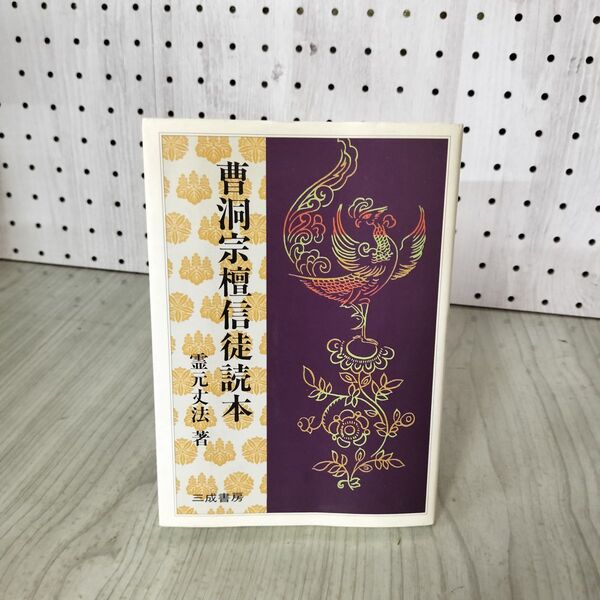 曹洞宗檀信徒読本
霊元丈法 著
三成書房